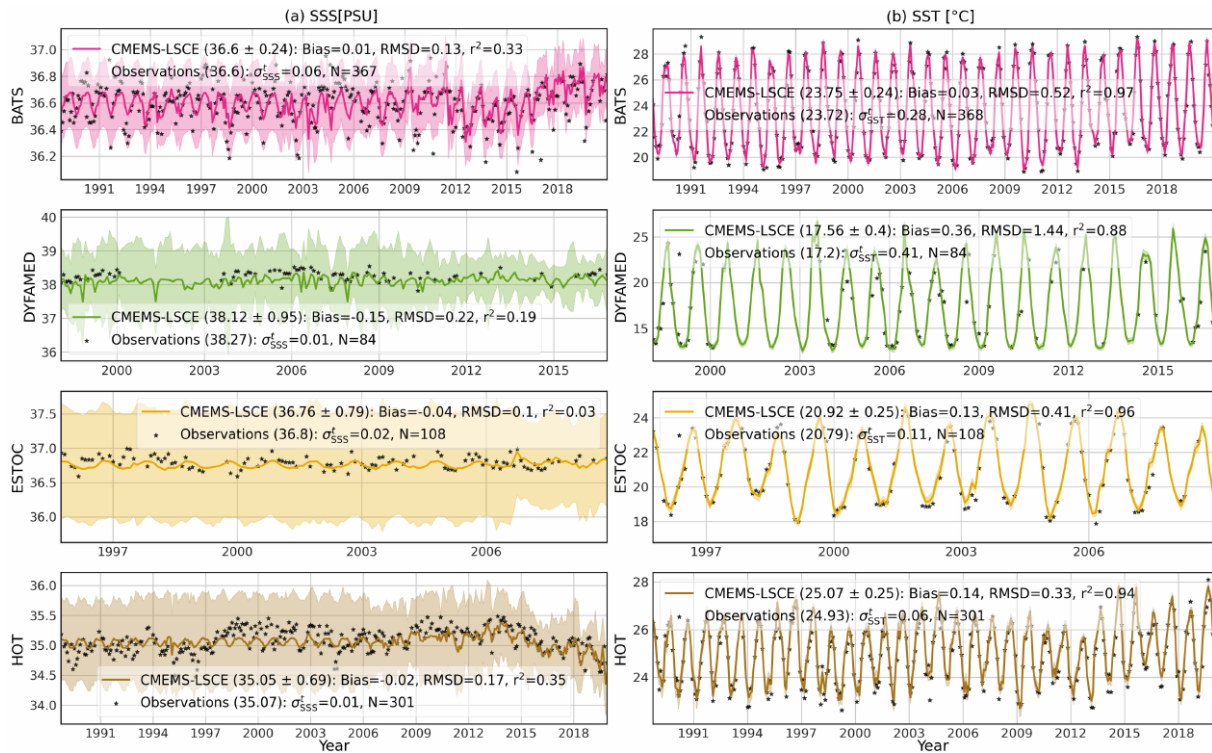 (a) SSS[PSU]
37.0
36.8
36.6
36.4
36.2
BATS
CMEMS-LSCE (36.6 ± 0.24): Bias=0.01, RMSD=0.13, r²=0.33
Observations (36.6): σᵗSSS=0.06, N=367
1991 1994 1997 2000 2003 2006 2009 2012 2015 2018
40
39
38
37
36
DYFAMED
CMEMS-LSCE (38.12 ± 0.95): Bias=-0.15, RMSD=0.22, r²=0.19
Observations (38.27): σᵗSSS=0.01, N=84
2000 2003 2006 2009 2012 2015
37.5
37.0
36.5
36.0
ESTOC
CMEMS-LSCE (36.76 ± 0.79): Bias=-0.04, RMSD=0.1, r²=0.03
Observations (36.8): σᵗSSS=0.02, N=108
1997 2000 2003 2006
36.0
35.5
35.0
34.5
34.0
HOT
CMEMS-LSCE (35.05 ± 0.69): Bias=-0.02, RMSD=0.17, r²=0.35
Observations (35.07): σᵗSSS=0.01, N=301
1991 1994 1997 2000 2003 2006 2009 2012 2015 2018
Year
(b) SST [°C]
28
26
24
22
20
BATS
CMEMS-LSCE (23.75 ± 0.24): Bias=0.03, RMSD=0.52, r²=0.97
Observations (23.72): σᵗSST=0.28, N=368
1991 1994 1997 2000 2003 2006 2009 2012 2015 2018
25
20
15
DYFAMED
CMEMS-LSCE (17.56 ± 0.4): Bias=0.36, RMSD=1.44, r²=0.88
Observations (17.2): σᵗSST=0.41, N=84
2000 2003 2006 2009 2012 2015
24
22
20
18
ESTOC
CMEMS-LSCE (20.92 ± 0.25): Bias=0.13, RMSD=0.41, r²=0.96
Observations (20.79): σᵗSST=0.11, N=108
1997 2000 2003 2006
28
26
24
HOT
CMEMS-LSCE (25.07 ± 0.25): Bias=0.14, RMSD=0.33, r²=0.94
Observations (24.93): σᵗSST=0.06, N=301
1991 1994 1997 2000 2003 2006 2009 2012 2015 2018
Year